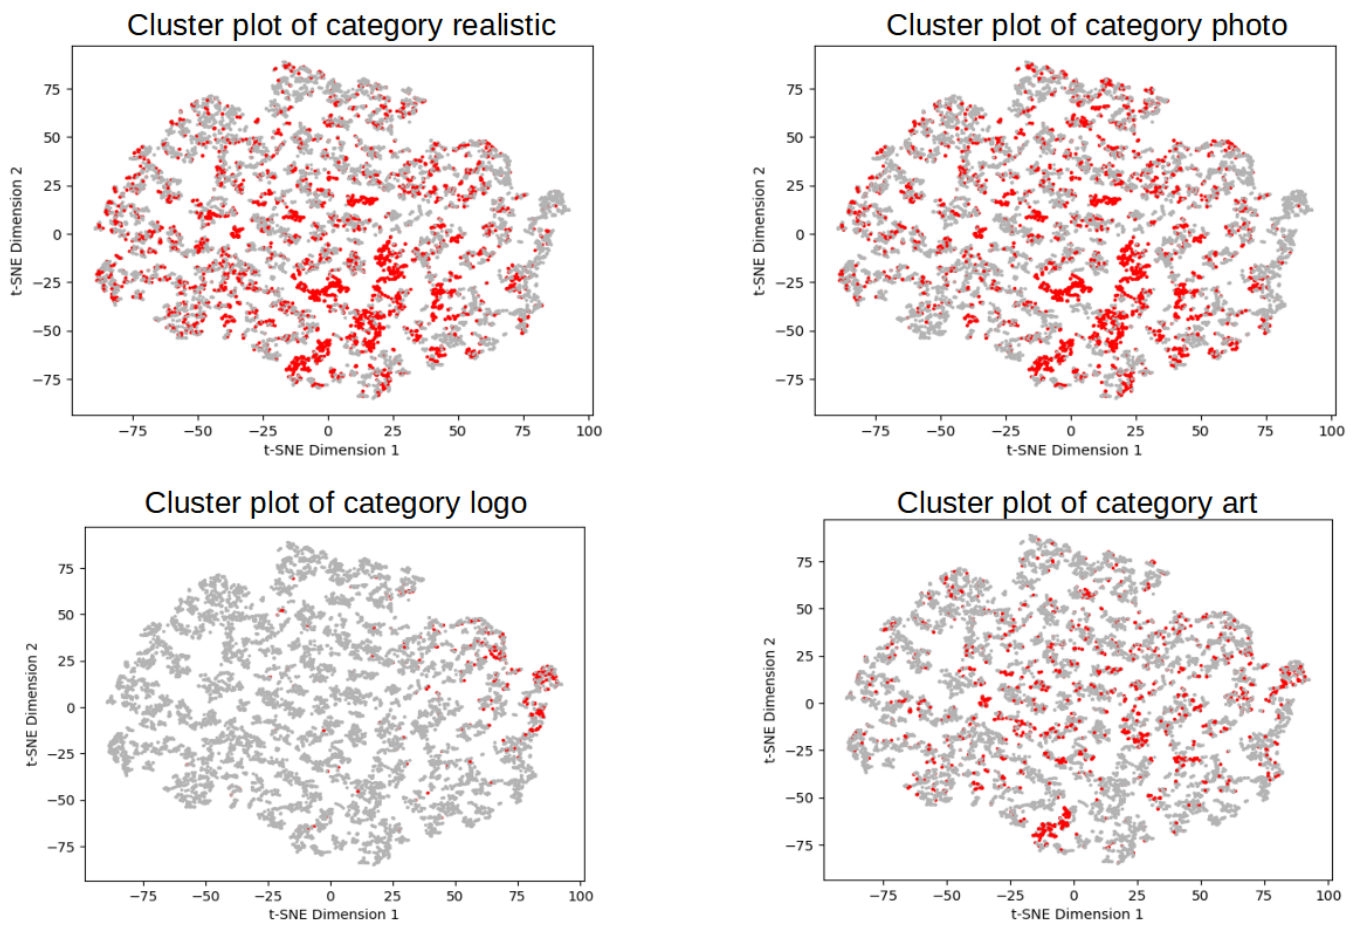 Cluster plot of category realistic
75
50
25
0
−25
−50
−75
t-SNE Dimension 2
−75 −50 −25 0 25 50 75 100
t-SNE Dimension 1
Cluster plot of category photo
75
50
25
0
−25
−50
−75
t-SNE Dimension 2
−75 −50 −25 0 25 50 75 100
t-SNE Dimension 1
Cluster plot of category logo
75
50
25
0
−25
−50
−75
t-SNE Dimension 2
−75 −50 −25 0 25 50 75 100
t-SNE Dimension 1
Cluster plot of category art
75
50
25
0
−25
−50
−75
t-SNE Dimension 2
−75 −50 −25 0 25 50 75 100
t-SNE Dimension 1